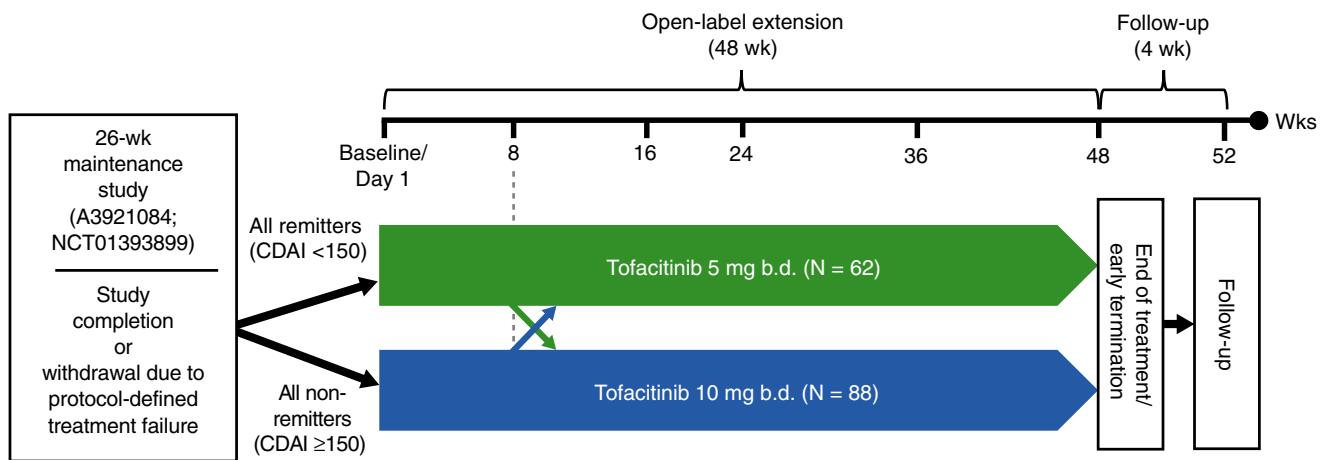 Open-label extension
(48 wk)
Follow-up
(4 wk)
Wks
Baseline/
Day 1
8
16
24
36
48
52
26-wk
maintenance
study
(A3921084;
NCT01393899)
Study
completion
or
withdrawal due to
protocol-defined
treatment failure
All remitters
(CDAI <150)
Tofacitinib 5 mg b.d. (N = 62)
All non-
remitters
(CDAI ≥150)
Tofacitinib 10 mg b.d. (N = 88)
End of treatment/
early termination
Follow-up